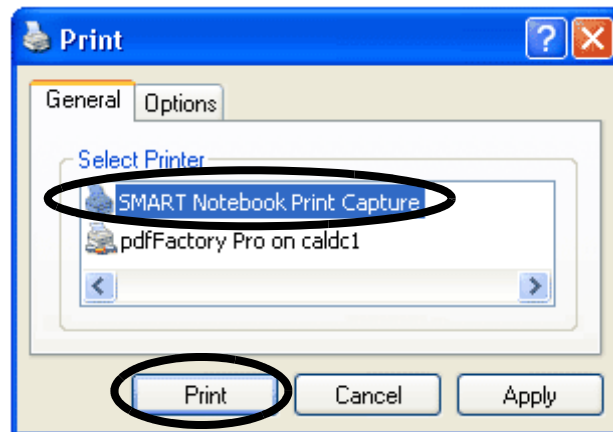 Print
General Options
Select Printer
SMART Notebook Print Capture
pdfFactory Pro on caldc1
Print Cancel Apply